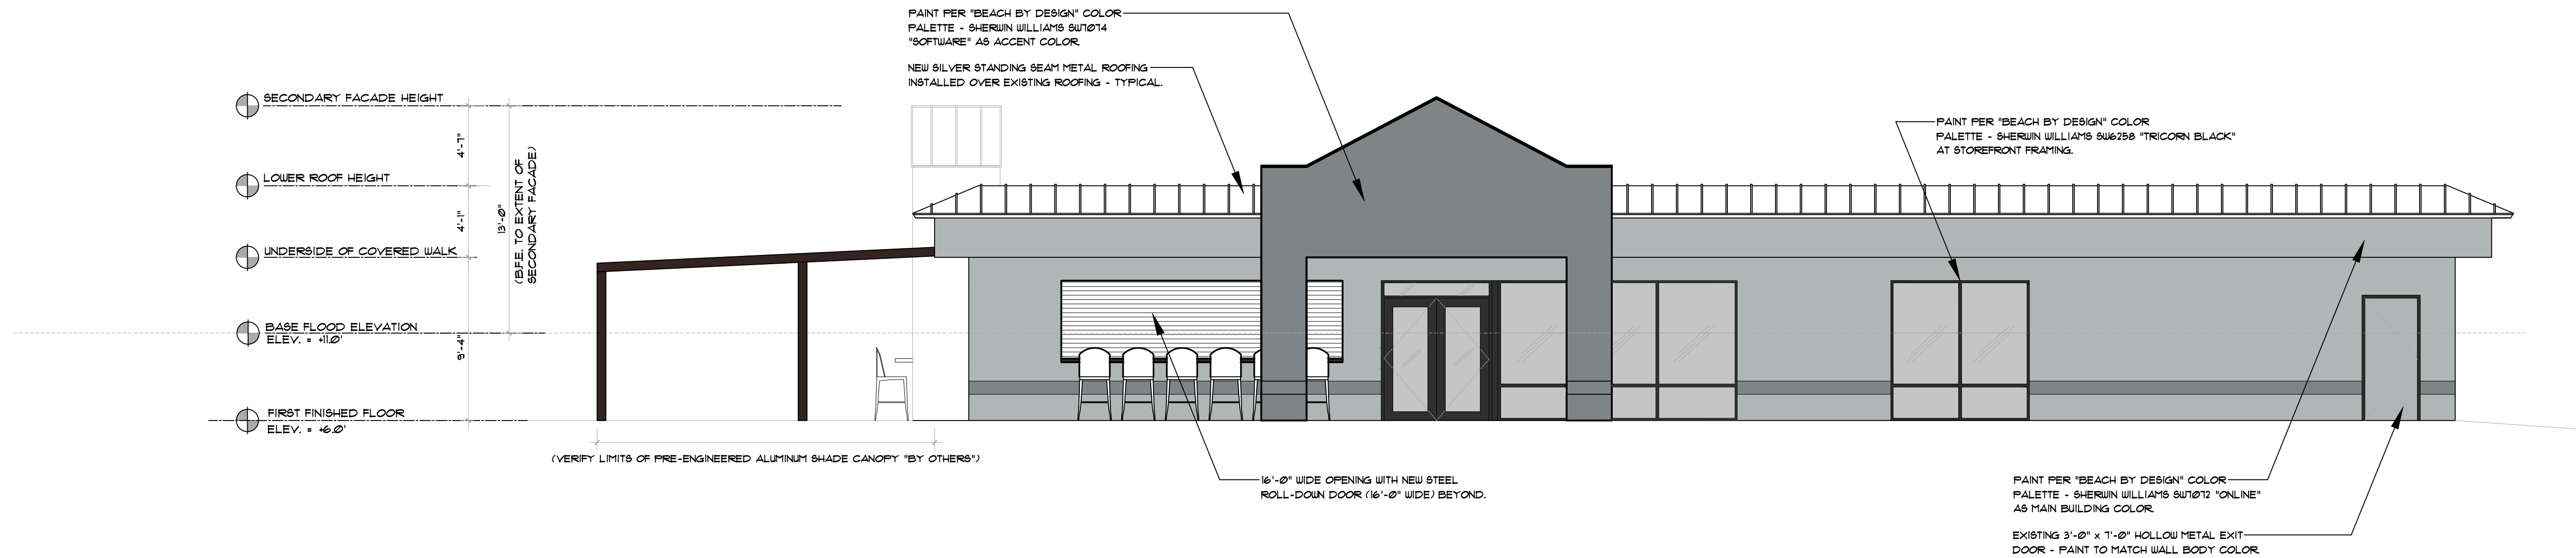 PAINT PER "BEACH BY DESIGN" COLOR
PALETTE - SHERWIN WILLIAMS SW7074
"SOFTWARE" AS ACCENT COLOR.
NEW SILVER STANDING SEAM METAL ROOFING
INSTALLED OVER EXISTING ROOFING - TYPICAL.
SECONDARY FACADE HEIGHT
4'-7"
LOWER ROOF HEIGHT
4'-1"
13'-0"
(B.F.E. TO EXTENT OF
SECONDARY FACADE)
UNDERSIDE OF COVERED WALK
BASE FLOOD ELEVATION
ELEV. = +11.0'
9'-4"
FIRST FINISHED FLOOR
ELEV. = +6.0'
(VERIFY LIMITS OF PRE-ENGINEERED ALUMINUM SHADE CANOPY "BY OTHERS")
PAINT PER "BEACH BY DESIGN" COLOR
PALETTE - SHERWIN WILLIAMS SW6258 "TRICORN BLACK"
AT STOREFRONT FRAMING.
16'-0" WIDE OPENING WITH NEW STEEL
ROLL-DOWN DOOR (16'-0" WIDE) BEYOND.
PAINT PER "BEACH BY DESIGN" COLOR
PALETTE - SHERWIN WILLIAMS SW7072 "ONLINE"
AS MAIN BUILDING COLOR.
EXISTING 3'-0" x 7'-0" HOLLOW METAL EXIT
DOOR - PAINT TO MATCH WALL BODY COLOR.